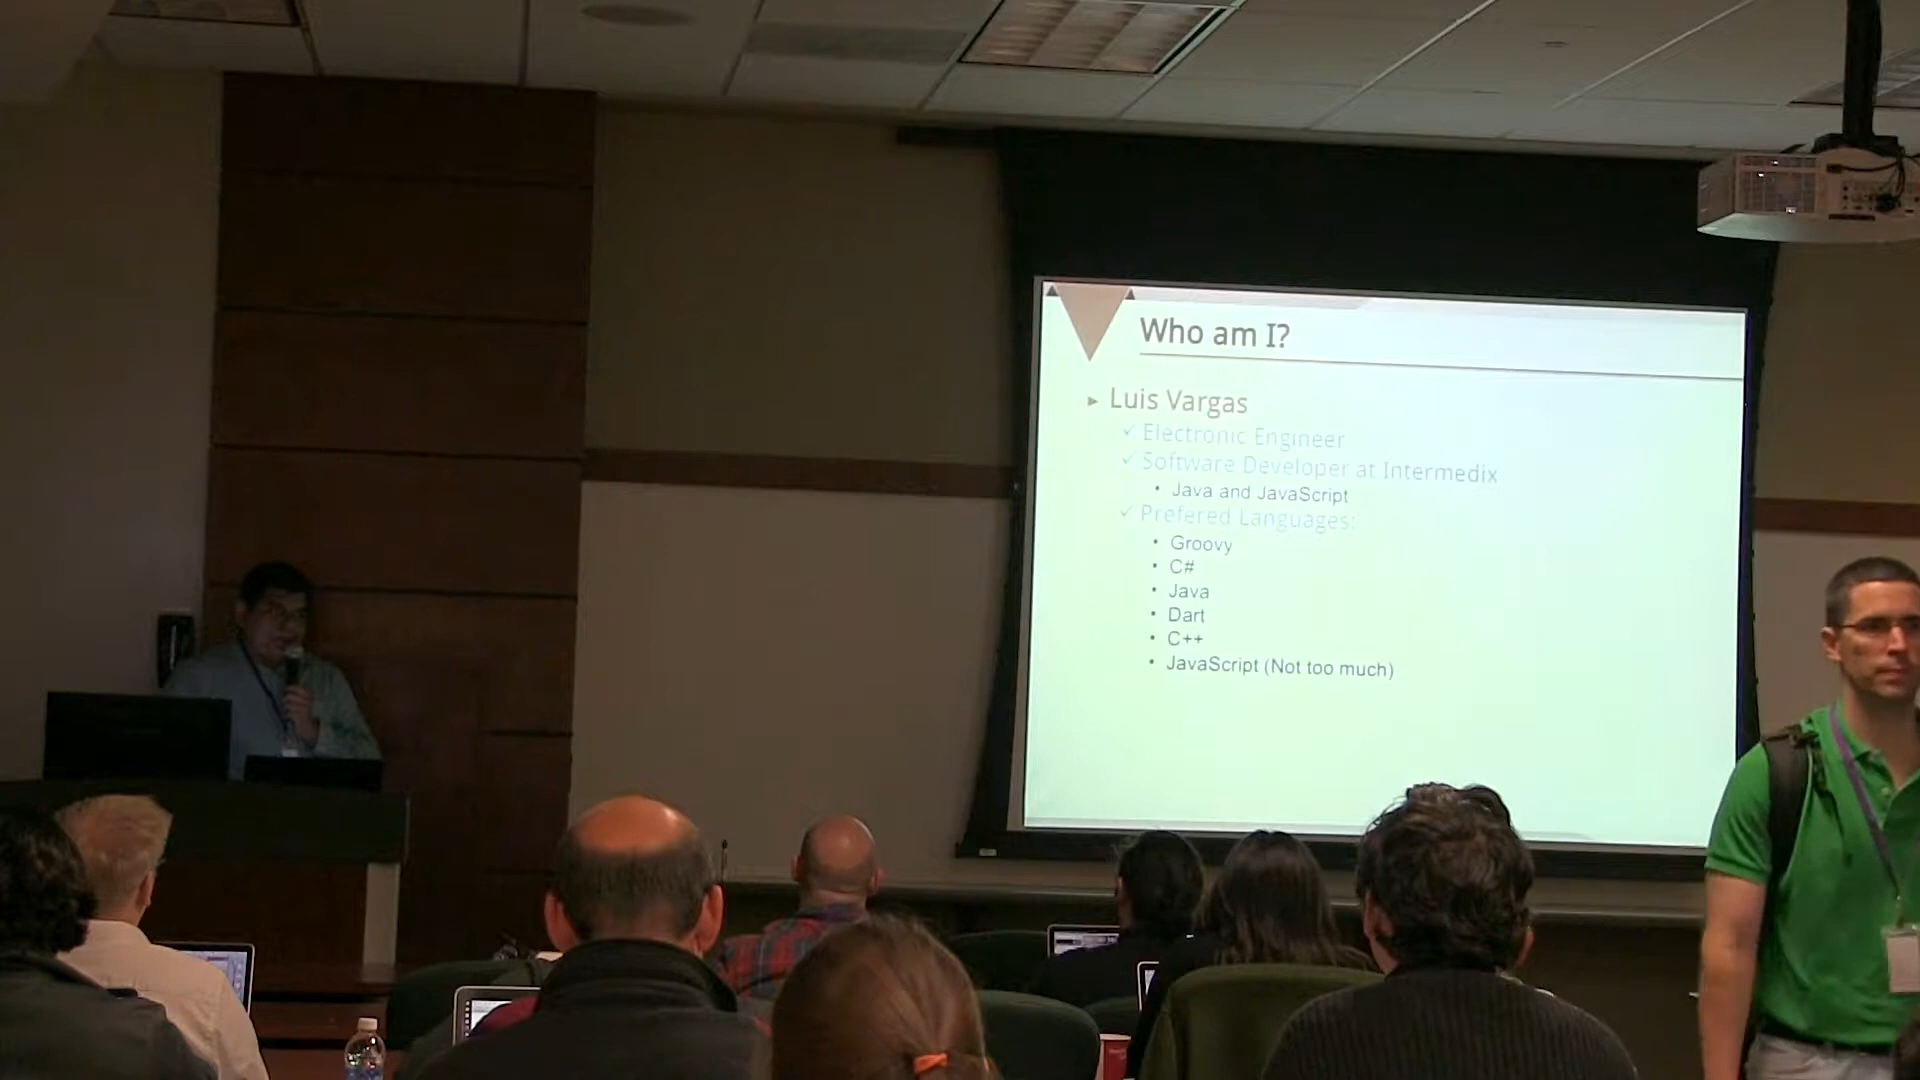 Who am I?
► Luis Vargas
✓ Electronic Engineer
✓ Software Developer at Intermedix
• Java and JavaScript
✓ Prefered Languages:
• Groovy
• C#
• Java
• Dart
• C++
• JavaScript (Not too much)